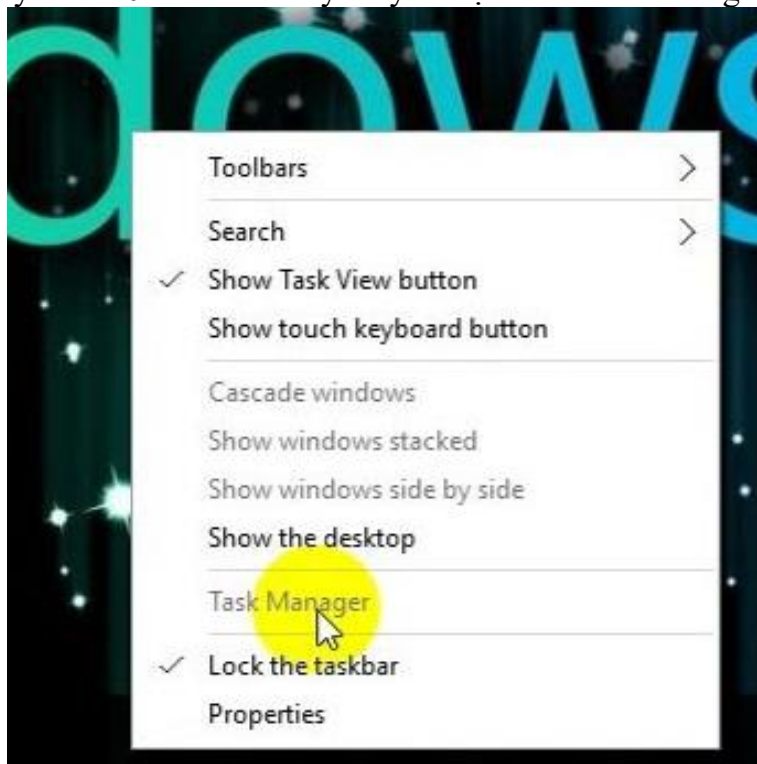 dows
Toolbars
Search
Show Task View button
Show touch keyboard button
Cascade windows
Show windows stacked
Show windows side by side
Show the desktop
Task Manager
Lock the taskbar
Properties